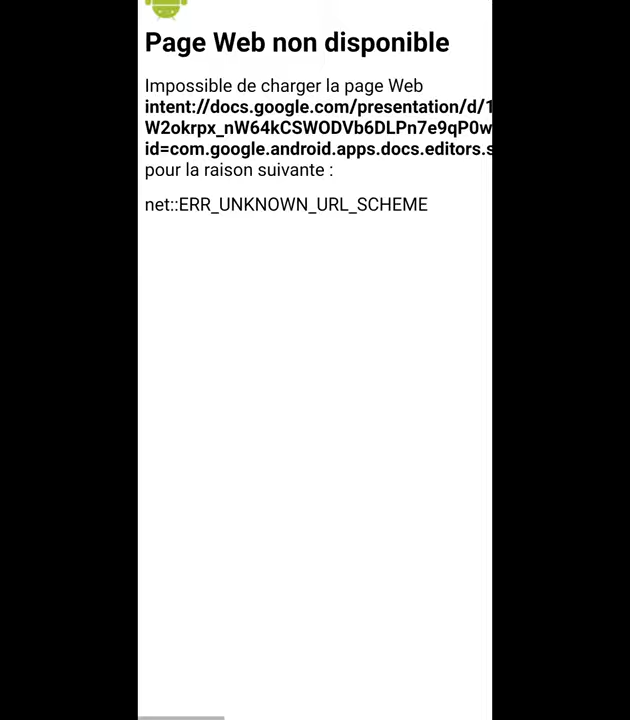 Page Web non disponible
Impossible de charger la page Web
intent://docs.google.com/presentation/d/1
W2okrpx_nW64kCSWODVb6DLPn7e9qP0w
id=com.google.android.apps.docs.editors.s
pour la raison suivante :
net::ERR_UNKNOWN_URL_SCHEME